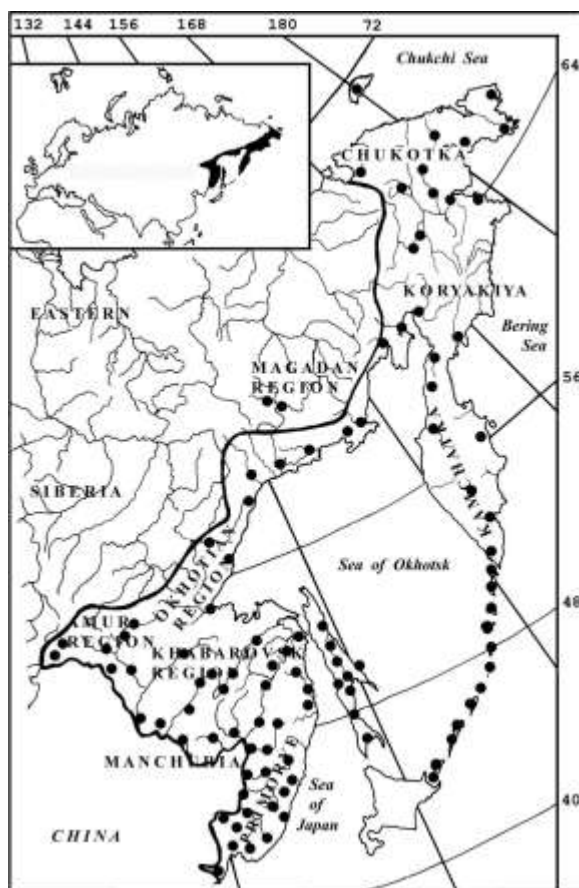 132 144 156 168 180 72
Chukchi Sea
64
CHUKOTKA
EASTERN
KORYAKIYA
Bering
Sea
MAGADAN
REGION
56
KAMCHATKA
SIBERIA
OKHOTIAN
REGION
Sea of Okhotsk
48
AMUR
REGION
KHABAROVSK
REGION
MANCHURIA
PRIMORYE
Sea
of
Japan
40
CHINA